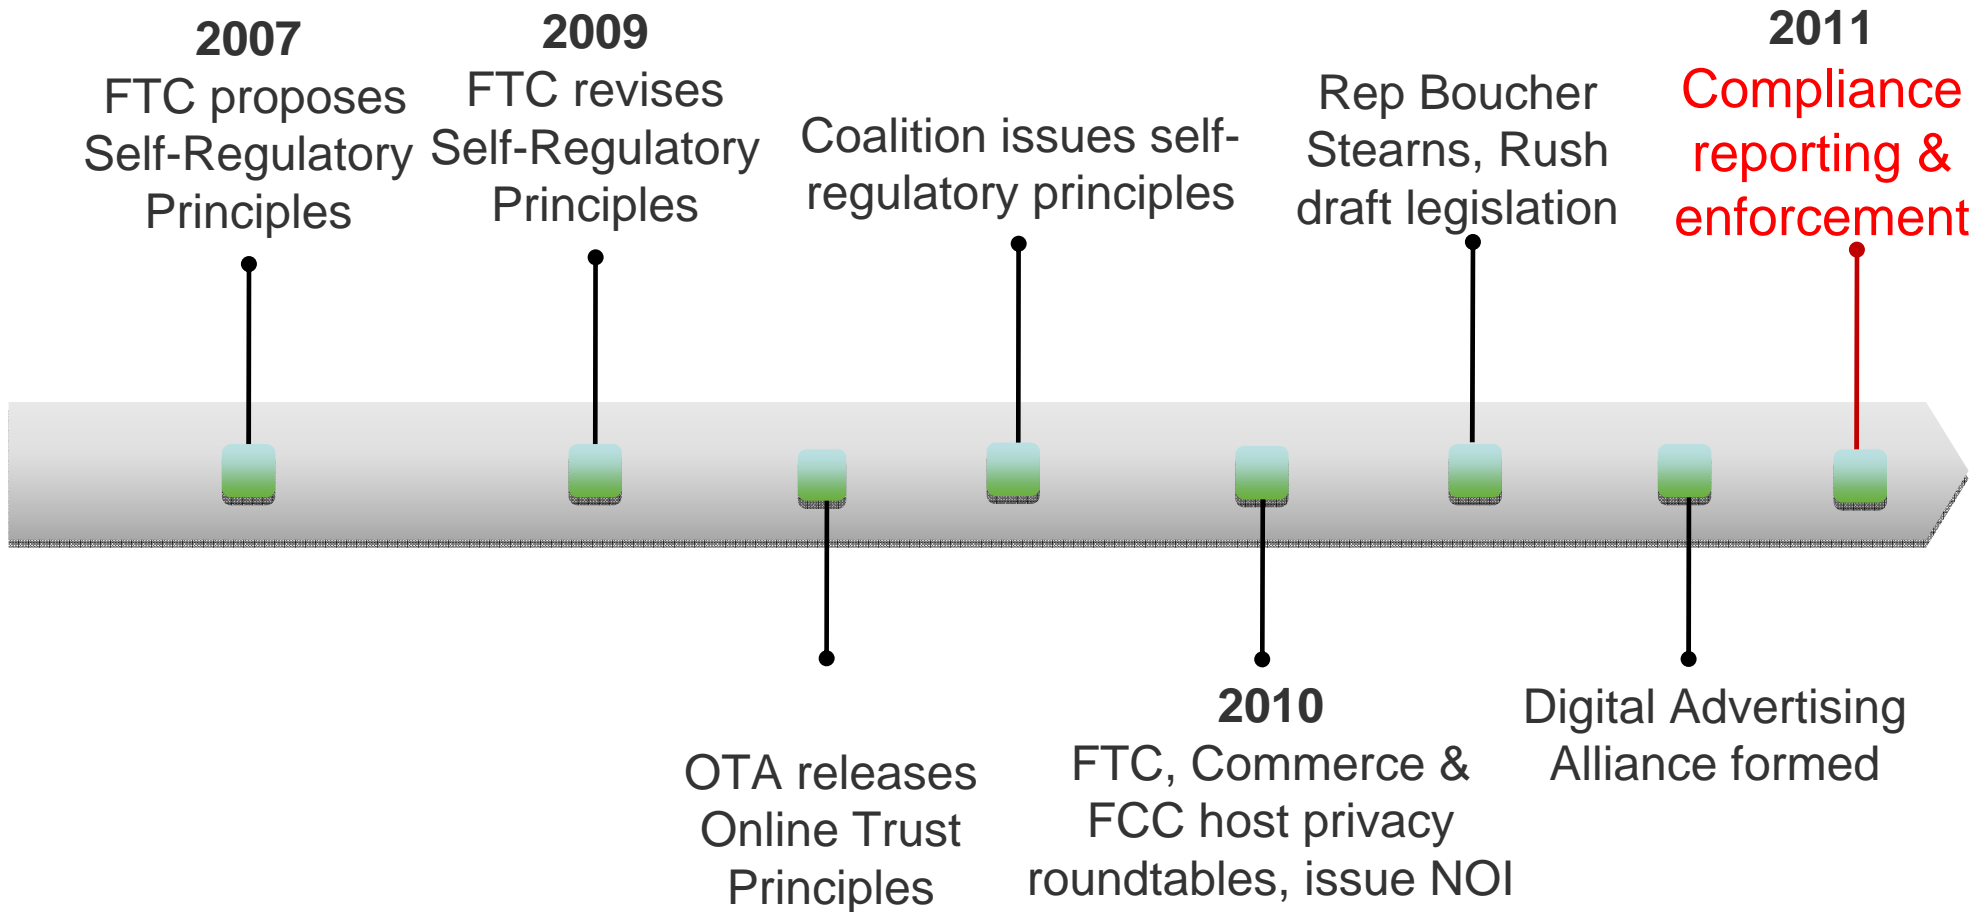 2007
FTC proposes
Self-Regulatory
Principles
2009
FTC revises
Self-Regulatory
Principles
OTA releases
Online Trust
Principles
Coalition issues self-
regulatory principles
2010
FTC, Commerce &
FCC host privacy
roundtables, issue NOI
Rep Boucher
Stearns, Rush
draft legislation
Digital Advertising
Alliance formed
2011
Compliance
reporting &
enforcement